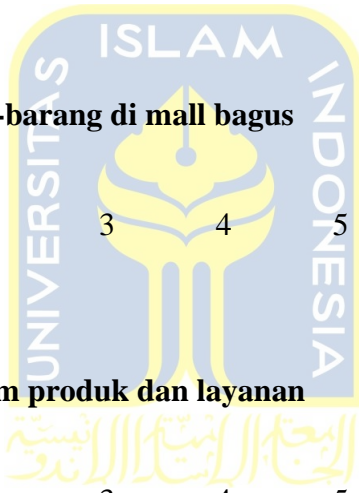 ISLAM
UNIVERSITAS
INDONESIA
-barang di mall bagus
3 4 5
m produk dan layanan
3 4 5